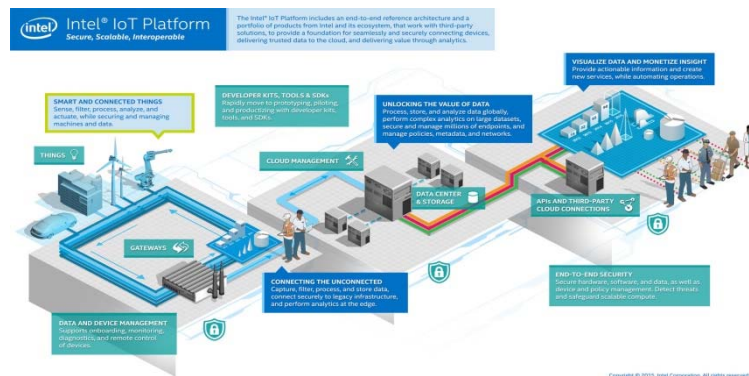 intel
Intel® IoT Platform
Secure, Scalable, Interoperable
The Intel® IoT Platform includes an end-to-end reference architecture and a
portfolio of products from Intel and its ecosystem, that work with third-party
solutions, to provide a foundation for seamlessly and securely connecting devices,
delivering trusted data to the cloud, and delivering value through analytics.
VISUALIZE DATA AND MONETIZE INSIGHT
Provide actionable information and create
new services, while automating operations.
SMART AND CONNECTED THINGS
Sense, filter, process, analyze, and
actuate, while securing and managing
machines and data.
DEVELOPER KITS, TOOLS & SDKs
Rapidly move to prototyping, piloting,
and productizing with developer kits,
tools, and SDKs.
UNLOCKING THE VALUE OF DATA
Process, store, and analyze data globally,
perform complex analytics on large datasets,
secure and manage millions of endpoints, and
manage policies, metadata, and networks.
THINGS
CLOUD MANAGEMENT
DATA CENTER
& STORAGE
APIs AND THIRD-PARTY
CLOUD CONNECTIONS
GATEWAYS
CONNECTING THE UNCONNECTED
Capture, filter, process, and store data,
connect securely to legacy infrastructure,
and perform analytics at the edge.
END-TO-END SECURITY
Secure hardware, software, and data, as well as
device and policy management. Detect threats
and safeguard scalable compute.
DATA AND DEVICE MANAGEMENT
Supports onboarding, monitoring,
diagnostics, and remote control
of devices.
Copyright © 2015, Intel Corporation. All rights reserved.